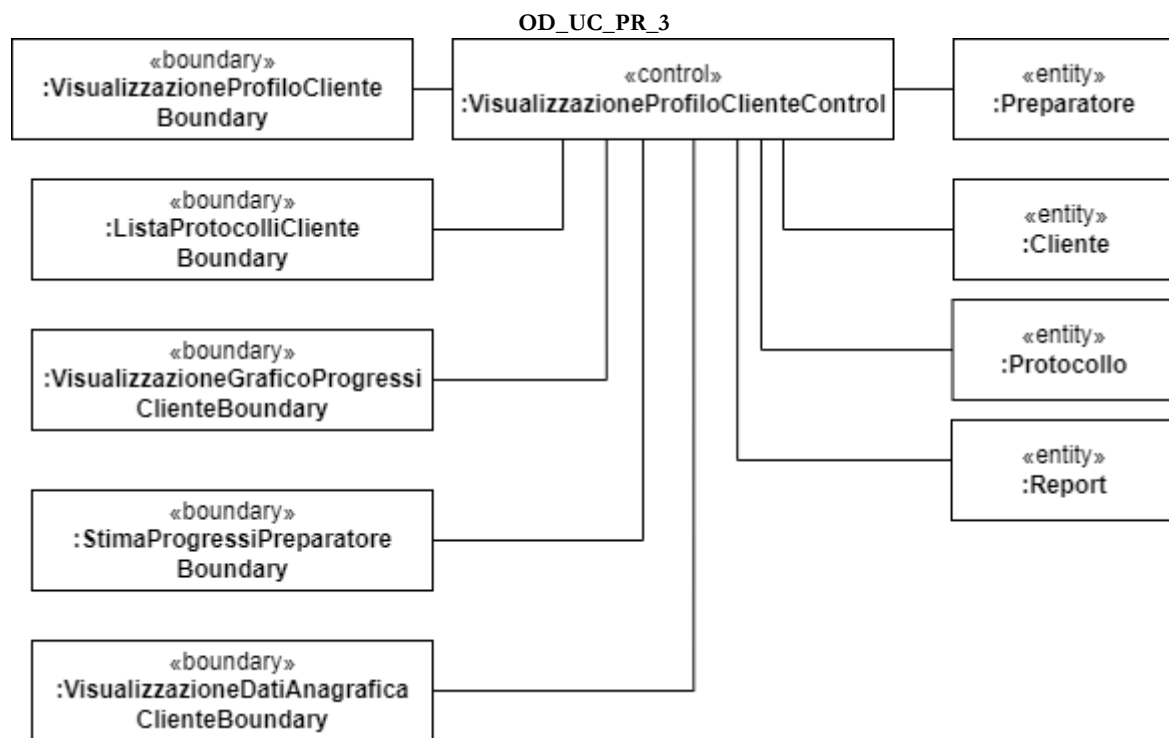 OD_UC_PR_3
«boundary»
:VisualizzazioneProfiloCliente
Boundary
«control»
:VisualizzazioneProfiloClienteControl
«entity»
:Preparatore
«boundary»
:ListaProtocolliCliente
Boundary
«entity»
:Cliente
«entity»
:Protocollo
«boundary»
:VisualizzazioneGraficoProgressi
ClienteBoundary
«entity»
:Report
«boundary»
:StimaProgressiPreparatore
Boundary
«boundary»
:VisualizzazioneDatiAnagrafica
ClienteBoundary